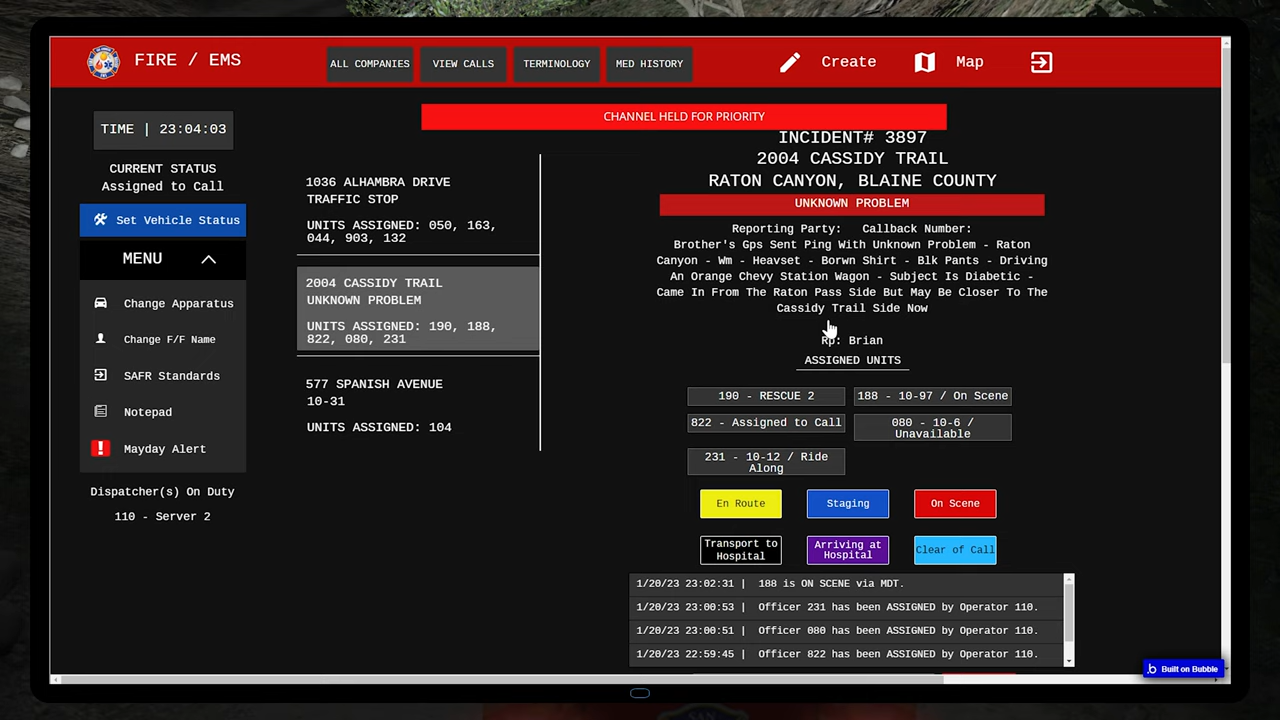 FIRE / EMS
ALL COMPANIES
VIEW CALLS
TERMINOLOGY
MED HISTORY
Create
Map
TIME | 23:04:03
CURRENT STATUS
Assigned to Call
Set Vehicle Status
MENU
Change Apparatus
Change F/F Name
SAFR Standards
Notepad
Mayday Alert
Dispatcher(s) On Duty
110 - Server 2
1036 ALHAMBRA DRIVE
TRAFFIC STOP
UNITS ASSIGNED: 050, 163,
044, 903, 132
2004 CASSIDY TRAIL
UNKNOWN PROBLEM
UNITS ASSIGNED: 190, 188,
822, 080, 231
577 SPANISH AVENUE
10-31
UNITS ASSIGNED: 104
CHANNEL HELD FOR PRIORITY
INCIDENT# 3897
2004 CASSIDY TRAIL
RATON CANYON, BLAINE COUNTY
UNKNOWN PROBLEM
Reporting Party: Callback Number:
Brother's Gps Sent Ping With Unknown Problem - Raton
Canyon - Wm - Heavset - Borwn Shirt - Blk Pants - Driving
An Orange Chevy Station Wagon - Subject Is Diabetic -
Came In From The Raton Pass Side But May Be Closer To The
Cassidy Trail Side Now
Rp: Brian
ASSIGNED UNITS
190 - RESCUE 2
188 - 10-97 / On Scene
822 - Assigned to Call
080 - 10-6 /
Unavailable
231 - 10-12 / Ride
Along
En Route
Staging
On Scene
Transport to
Hospital
Arriving at
Hospital
Clear of Call
1/20/23 23:02:31 | 188 is ON SCENE via MDT.
1/20/23 23:00:53 | Officer 231 has been ASSIGNED by Operator 110.
1/20/23 23:00:51 | Officer 080 has been ASSIGNED by Operator 110.
1/20/23 22:59:45 | Officer 822 has been ASSIGNED by Operator 110.
Built on Bubble